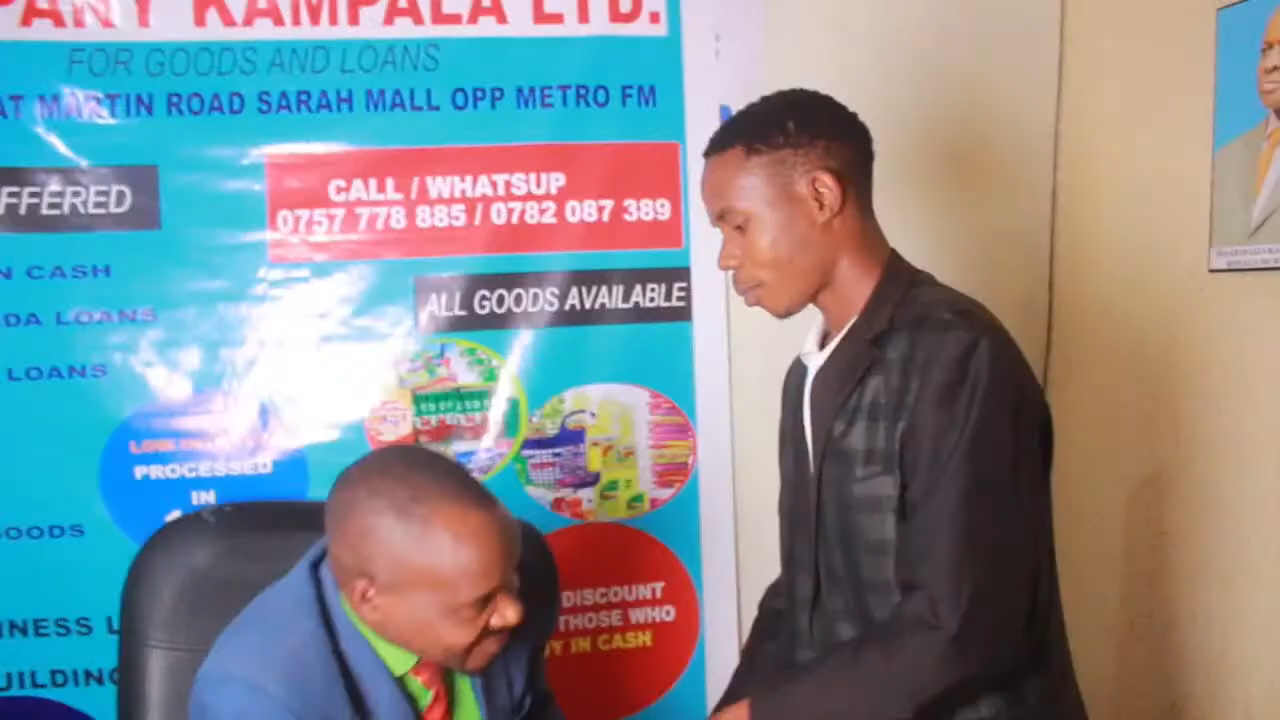 PANY KAMPALA LTD.
FOR GOODS AND LOANS
AT MARTIN ROAD SARAH MALL OPP METRO FM
FFERED
CALL / WHATSUP
0757 778 885 / 0782 087 389
N CASH
ALL GOODS AVAILABLE
DA LOANS
LOANS
PROCESSED
IN
OODS
DISCOUNT
THOSE WHO
Y IN CASH
INESS L
UILDING